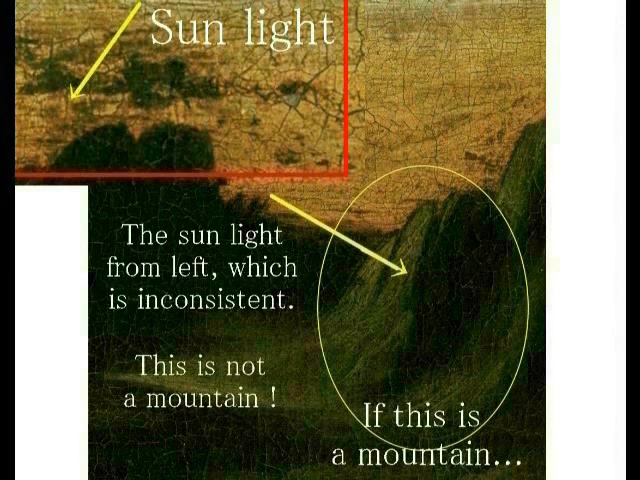 Sun light
The sun light
from left, which
is inconsistent.
This is not
a mountain !
If this is
a mountain...